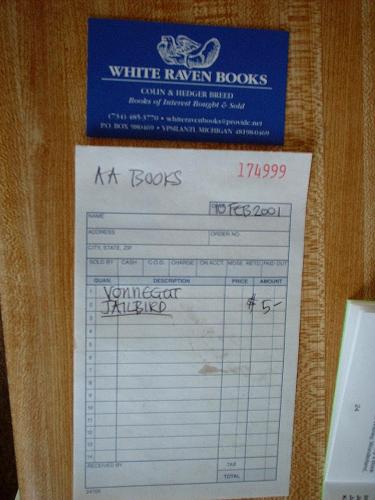 WHITE RAVEN BOOKS
COLIN & HEDGER BREED
Books of Interest Bought & Sold
(734) 485-3770 • whiteravenbooks@provide.net
P.O. BOX 980469 • YPSILANTI, MICHIGAN 48198-0469
AA BOOKS 174999
DATE 10 FEB 2001
NAME
ADDRESS ORDER NO.
CITY, STATE, ZIP
SOLD BY CASH C.O.D. CHARGE ON ACCT. MDSE. RETD. PAID OUT
QUAN. DESCRIPTION PRICE AMOUNT
1 VONNEGUT
2 JAILBIRD $5-
3
4
5
6
7
8
9
10
11
12
13
14
RECEIVED BY TAX
TOTAL
24